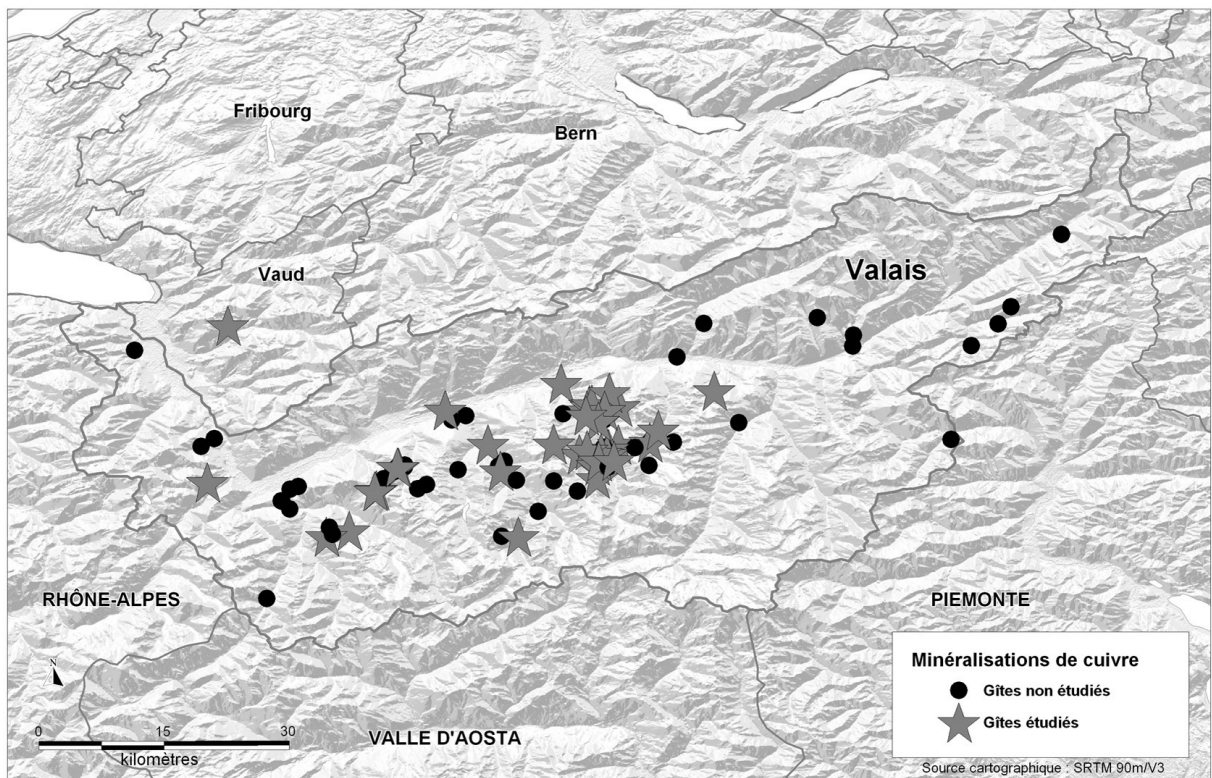 Fribourg
Bern
Vaud
Valais
RHÔNE-ALPES
PIEMONTE
VALLE D'AOSTA
N
0 15 30
kilomètres
Minéralisations de cuivre
Gîtes non étudiés
Gîtes étudiés
Source cartographique : SRTM 90m/V3